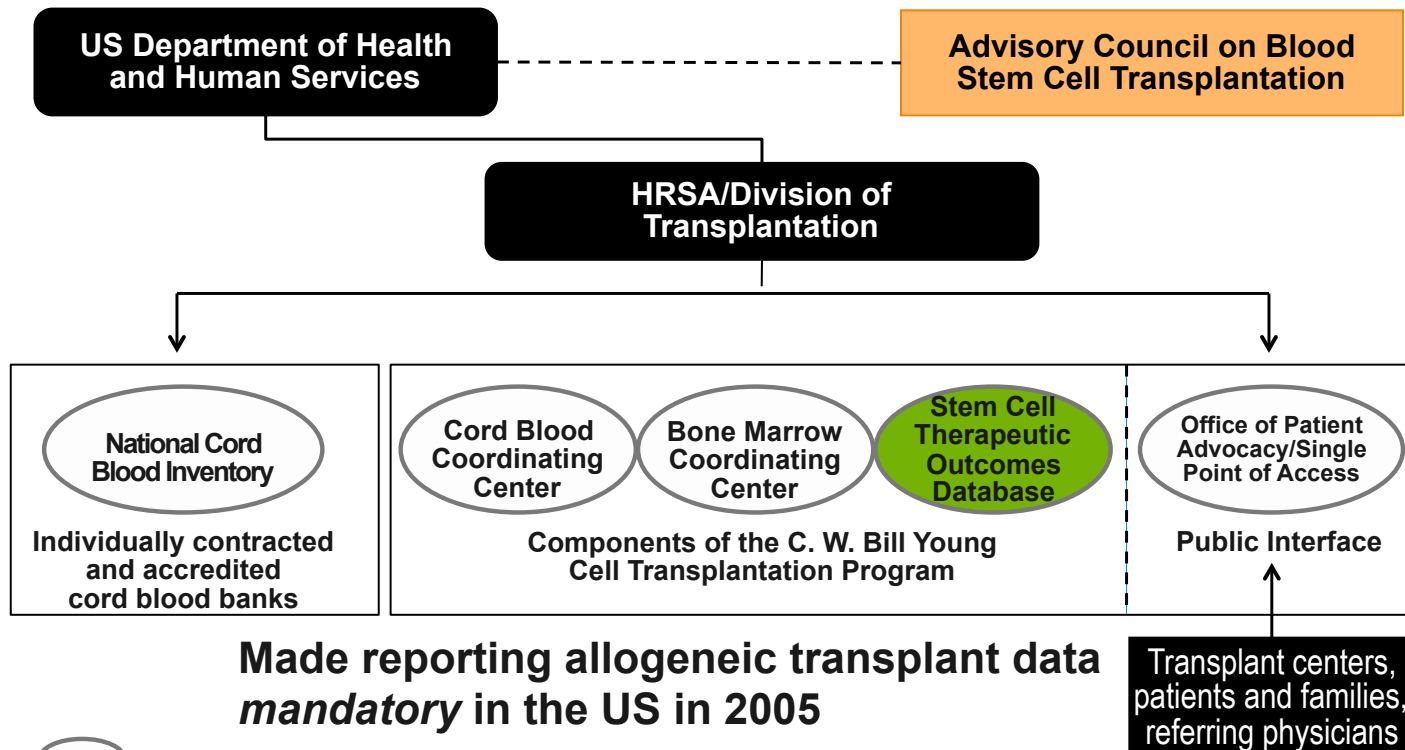 US Department of Health
and Human Services
Advisory Council on Blood
Stem Cell Transplantation
HRSA/Division of
Transplantation
National Cord
Blood Inventory
Individually contracted
and accredited
cord blood banks
Cord Blood
Coordinating
Center
Bone Marrow
Coordinating
Center
Stem Cell
Therapeutic
Outcomes
Database
Components of the C. W. Bill Young
Cell Transplantation Program
Office of Patient
Advocacy/Single
Point of Access
Public Interface
Made reporting allogeneic transplant data
mandatory in the US in 2005
Transplant centers,
patients and families,
referring physicians